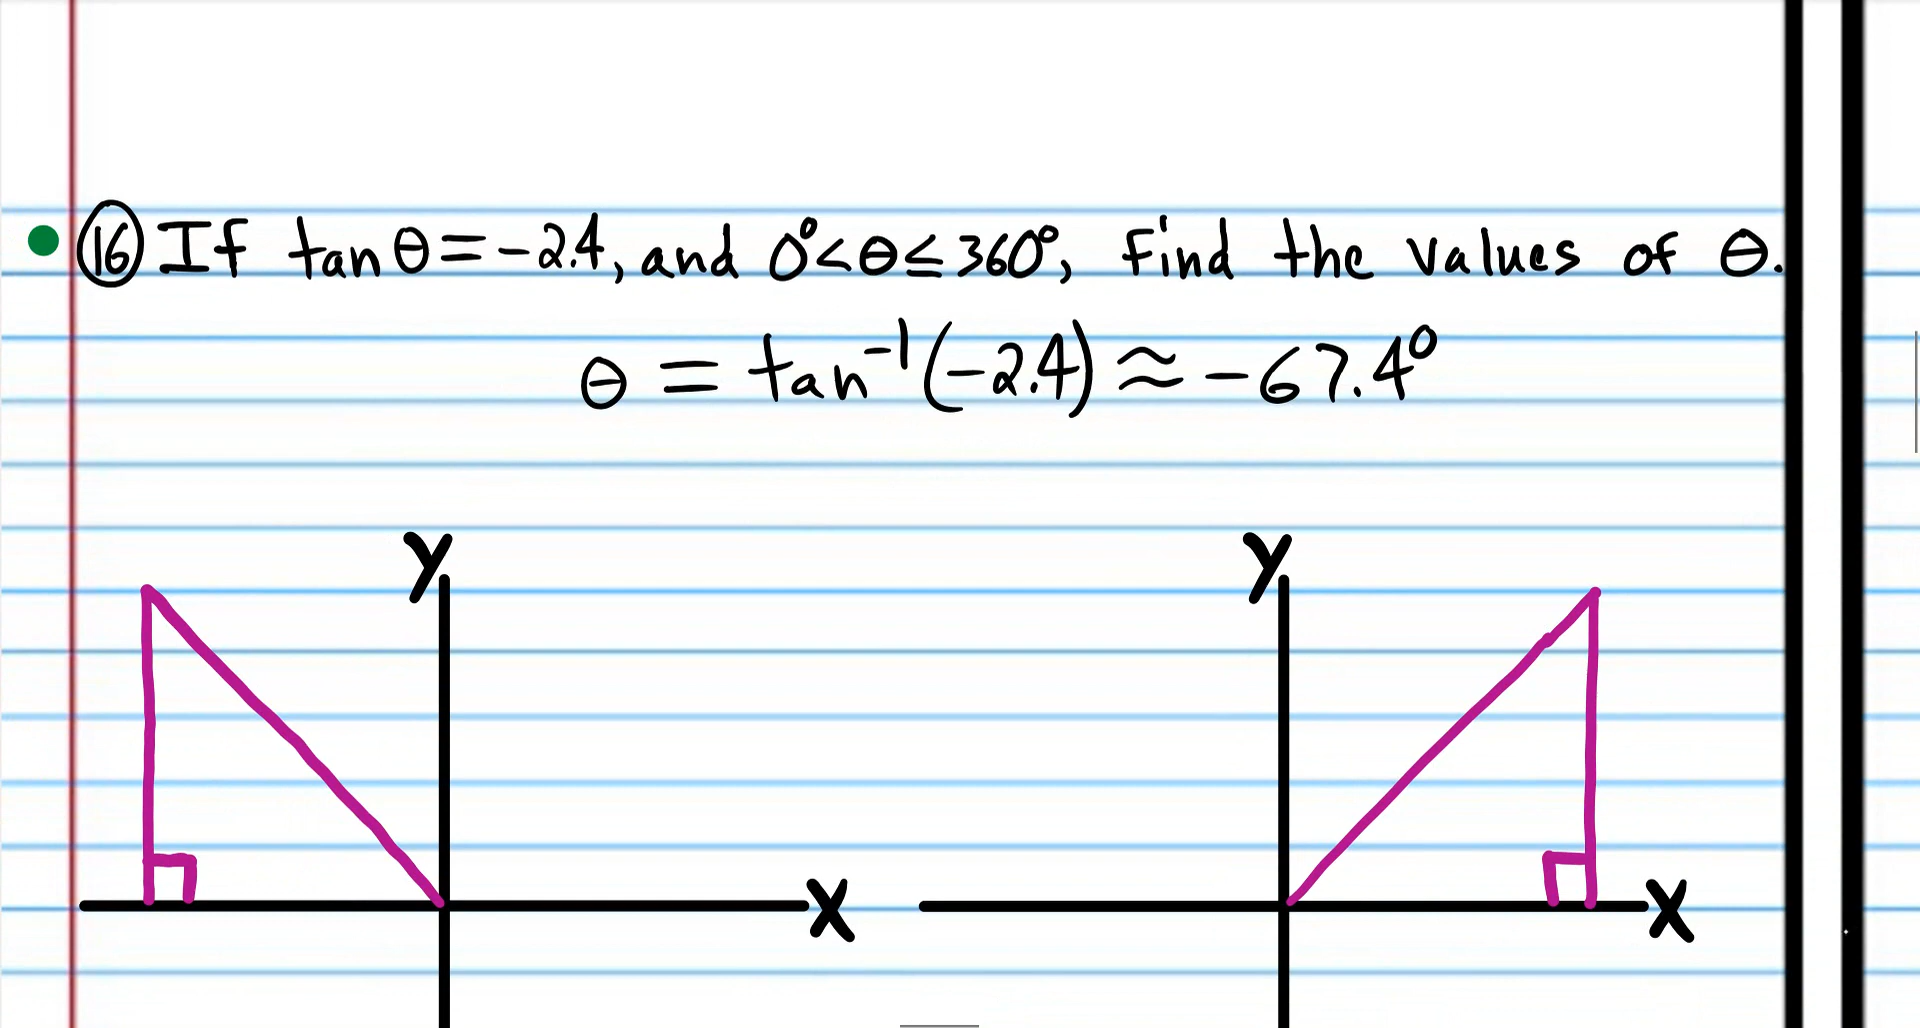 16 If tanθ=-2.4, and 0°<θ≤360°, find the values of θ.
θ = tan⁻¹(-2.4) ≈ -67.4°
y y
x x